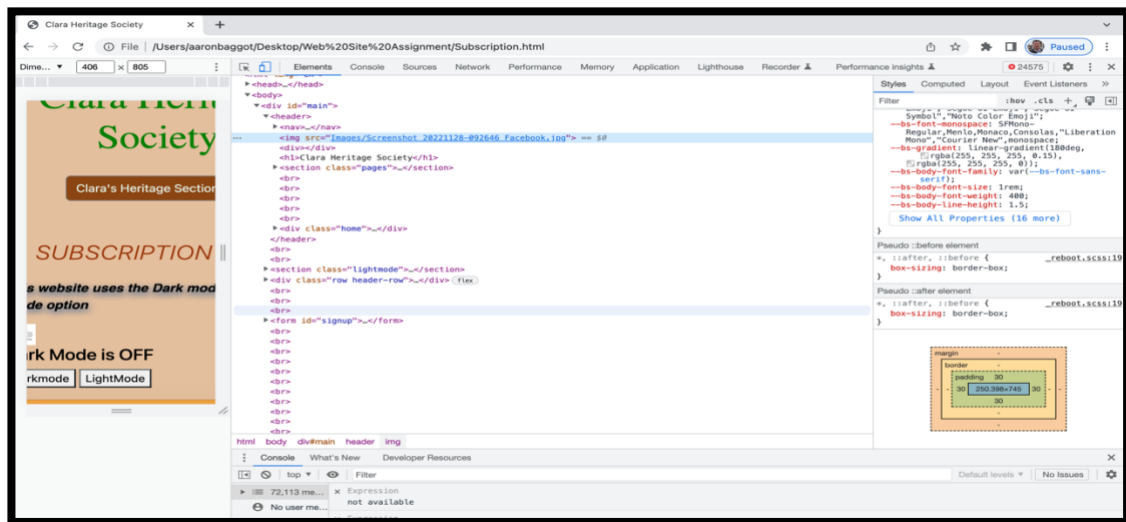 Clara Heritage Society
File | /Users/aaronbaggot/Desktop/Web%20Site%20Assignment/Subscription.html
Paused
Dime... 406 × 805
Elements Console Sources Network Performance Memory Application Lighthouse Recorder Performance insights 24575
Clara Herit
Society
Clara's Heritage Section
SUBSCRIPTION
s website uses the Dark mod
de option
rk Mode is OFF
rkmode LightMode
<head>…</head>
<body>
<div id="main">
<header>
<nav>…</nav>
<img src="Images/Screenshot_20221128-092646_Facebook.jpg"> == $0
<div></div>
<h1>Clara Heritage Society</h1>
<section class="pages">…</section>
<br>
<br>
<br>
<br>
<br>
<div class="home">…</div>
</header>
<br>
<br>
<section class="lightmode">…</section>
<div class="row header-row">…</div> flex
<br>
<br>
<br>
<form id="signup">…</form>
<br>
<br>
<br>
<br>
<br>
<br>
<br>
<br>
<br>
<br>
<br>
html body div#main header img
Styles Computed Layout Event Listeners »
Filter :hov .cls +
Symbol","Noto Color Emoji";
--bs-font-monospace: SFMono-
Regular,Menlo,Monaco,Consolas,"Liberation
Mono","Courier New",monospace;
--bs-gradient: linear-gradient(180deg,
rgba(255, 255, 255, 0.15),
rgba(255, 255, 255, 0));
--bs-body-font-family: var(--bs-font-sans-
serif);
--bs-body-font-size: 1rem;
--bs-body-font-weight: 400;
--bs-body-line-height: 1.5;
Show All Properties (16 more)
}
Pseudo ::before element
*, ::after, ::before { _reboot.scss:19
box-sizing: border-box;
}
Pseudo ::after element
*, ::after, ::before { _reboot.scss:19
box-sizing: border-box;
}
margin -
border -
padding 30
- - 30 250.398×745 30 - -
30
-
-
Console What's New Developer Resources
top Filter Default levels No Issues
72,113 me... × Expression
not available
No user me...